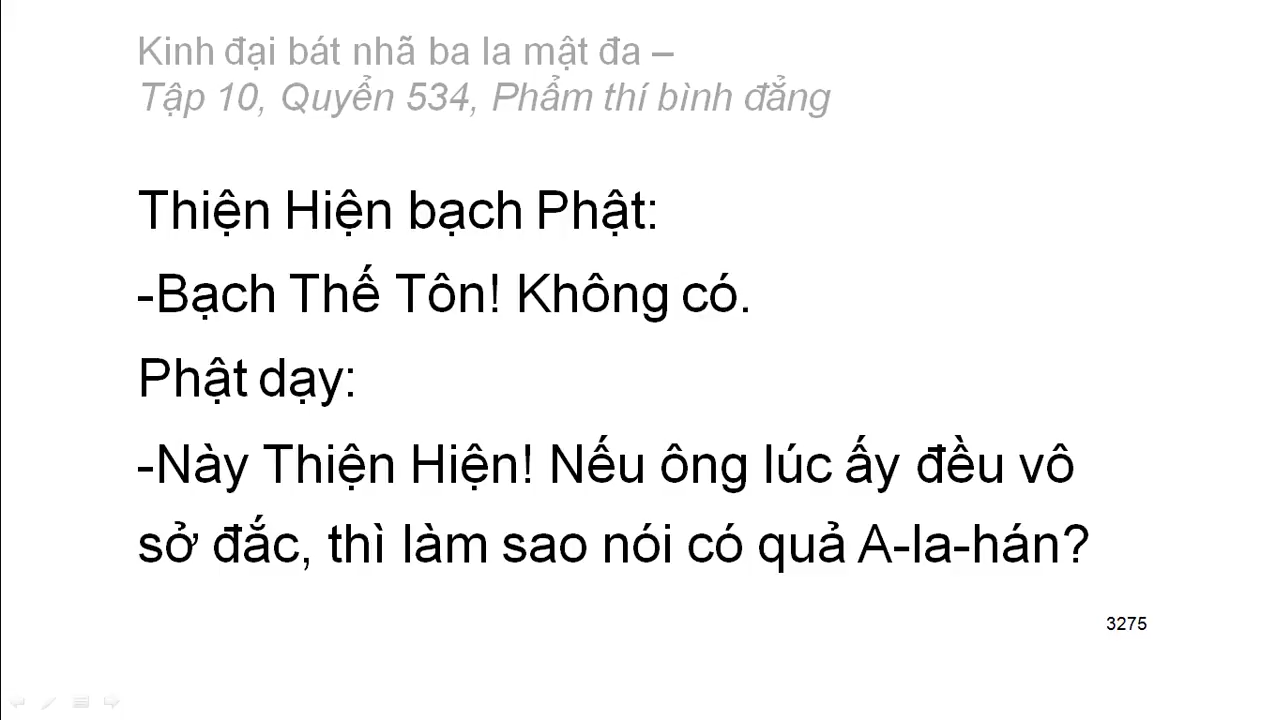 Kinh đại bát nhã ba la mật đa –
Tập 10, Quyển 534, Phẩm thí bình đẳng
Thiện Hiện bạch Phật:
-Bạch Thế Tôn! Không có.
Phật dạy:
-Này Thiện Hiện! Nếu ông lúc ấy đều vô
sở đắc, thì làm sao nói có quả A-la-hán?
3275